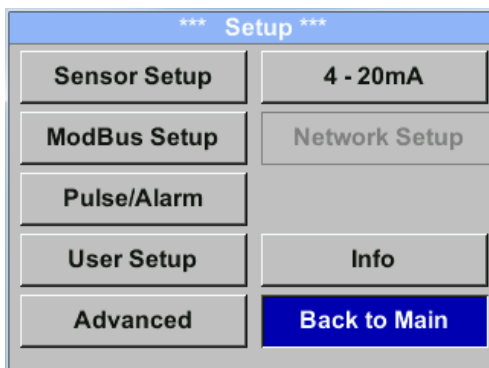 *** Setup ***
Sensor Setup
4 - 20mA
ModBus Setup
Network Setup
Pulse/Alarm
User Setup
Info
Advanced
Back to Main